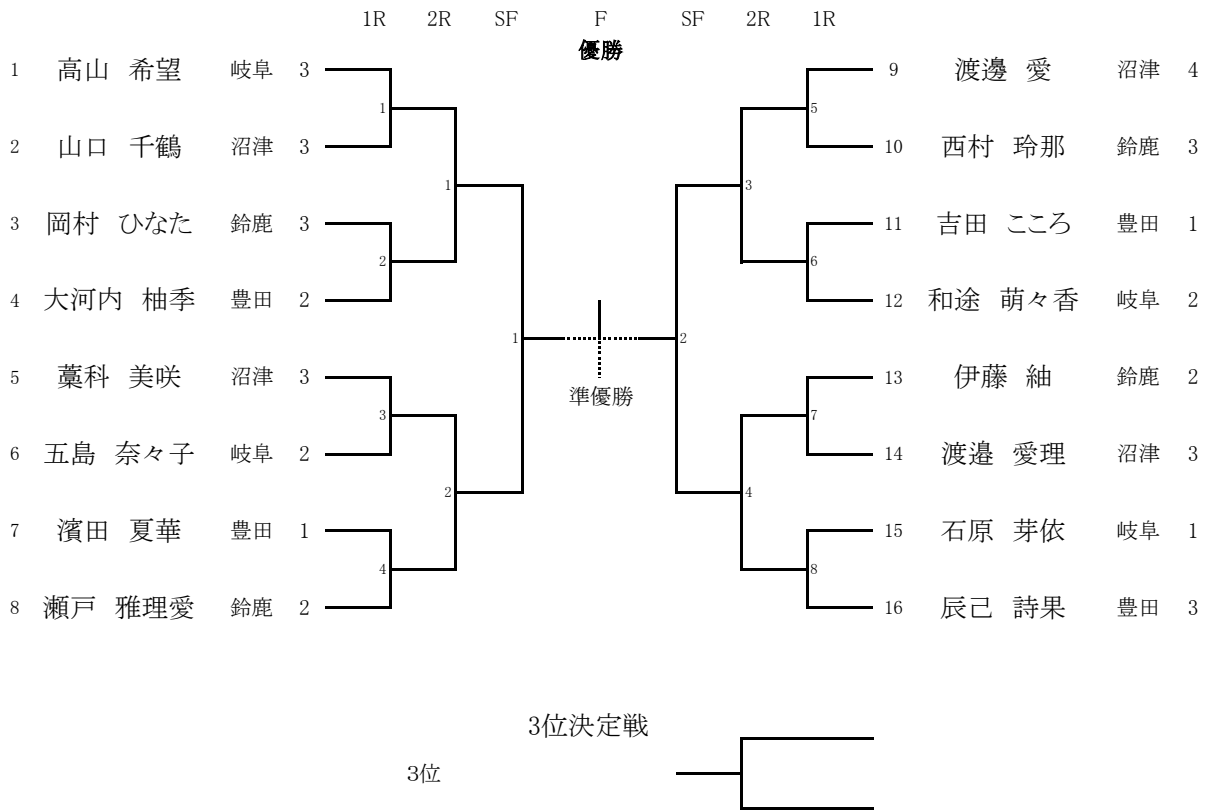 1R 2R SF F SF 2R 1R
優勝
1 高山 希望 岐阜 3
2 山口 千鶴 沼津 3
3 岡村 ひなた 鈴鹿 3
4 大河内 柚季 豊田 2
5 藁科 美咲 沼津 3
6 五島 奈々子 岐阜 2
7 濱田 夏華 豊田 1
8 瀬戸 雅理愛 鈴鹿 2
1
2
3
4
1
2
1
準優勝
2
3
4
5
6
7
8
9 渡邊 愛 沼津 4
10 西村 玲那 鈴鹿 3
11 吉田 こころ 豊田 1
12 和途 萌々香 岐阜 2
13 伊藤 紬 鈴鹿 2
14 渡邉 愛理 沼津 3
15 石原 芽依 岐阜 1
16 辰己 詩果 豊田 3
3位決定戦
3位